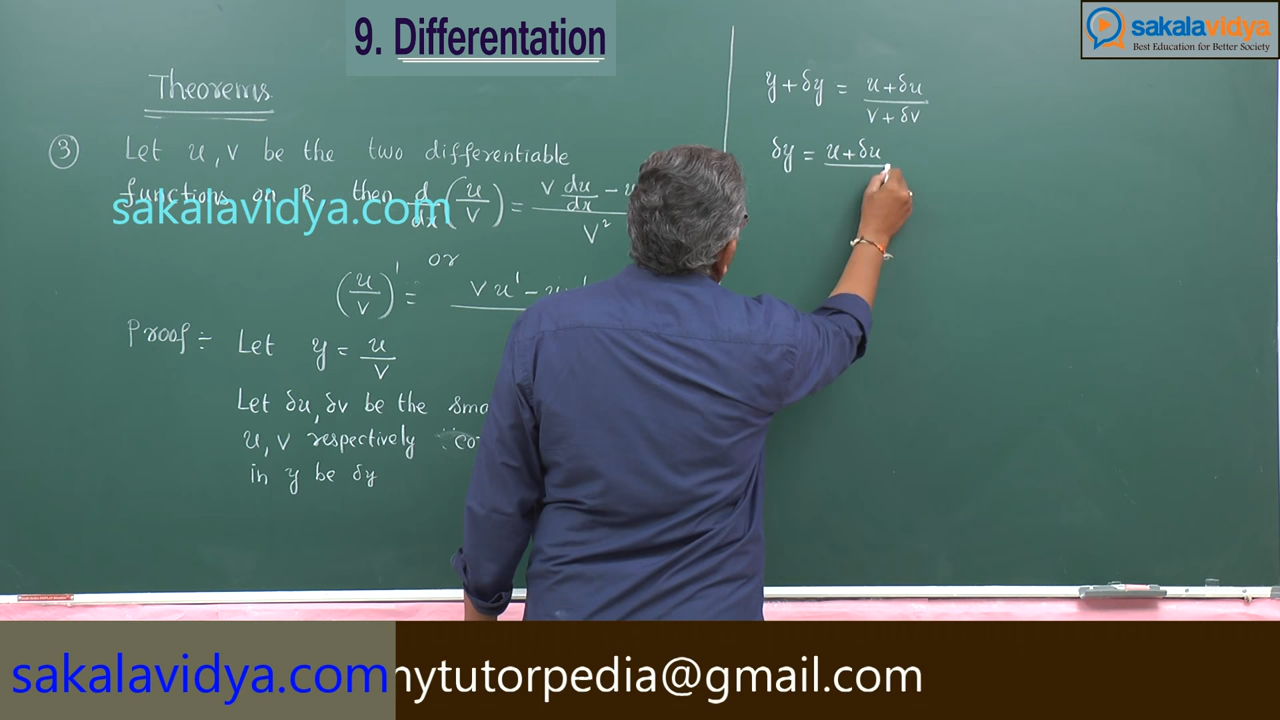 9. Differentation
sakalavidya
Best Education for Better Society
Theorems
③ Let u, v be the two differentiable
functions on R then d/dx (u/v) = v du/dx - u
v²
or
(u/v)' = vu' - uv'
Proof :- Let y = u/v
Let δu, δv be the sma
u, v respectively
in y be δy
y + δy = u + δu / v + δv
δy = u + δu
sakalavidya.com
sakalavidya.com
nytutorpedia@gmail.com